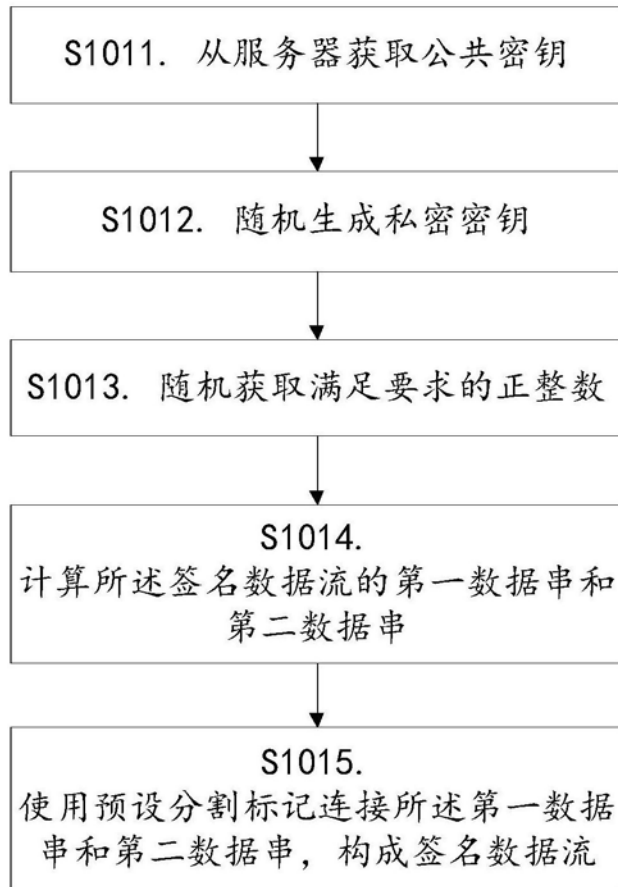 S1011. 从服务器获取公共密钥
S1012. 随机生成私密密钥
S1013. 随机获取满足要求的正整数
S1014.
计算所述签名数据流的第一数据串和
第二数据串
S1015.
使用预设分割标记连接所述第一数据
串和第二数据串，构成签名数据流